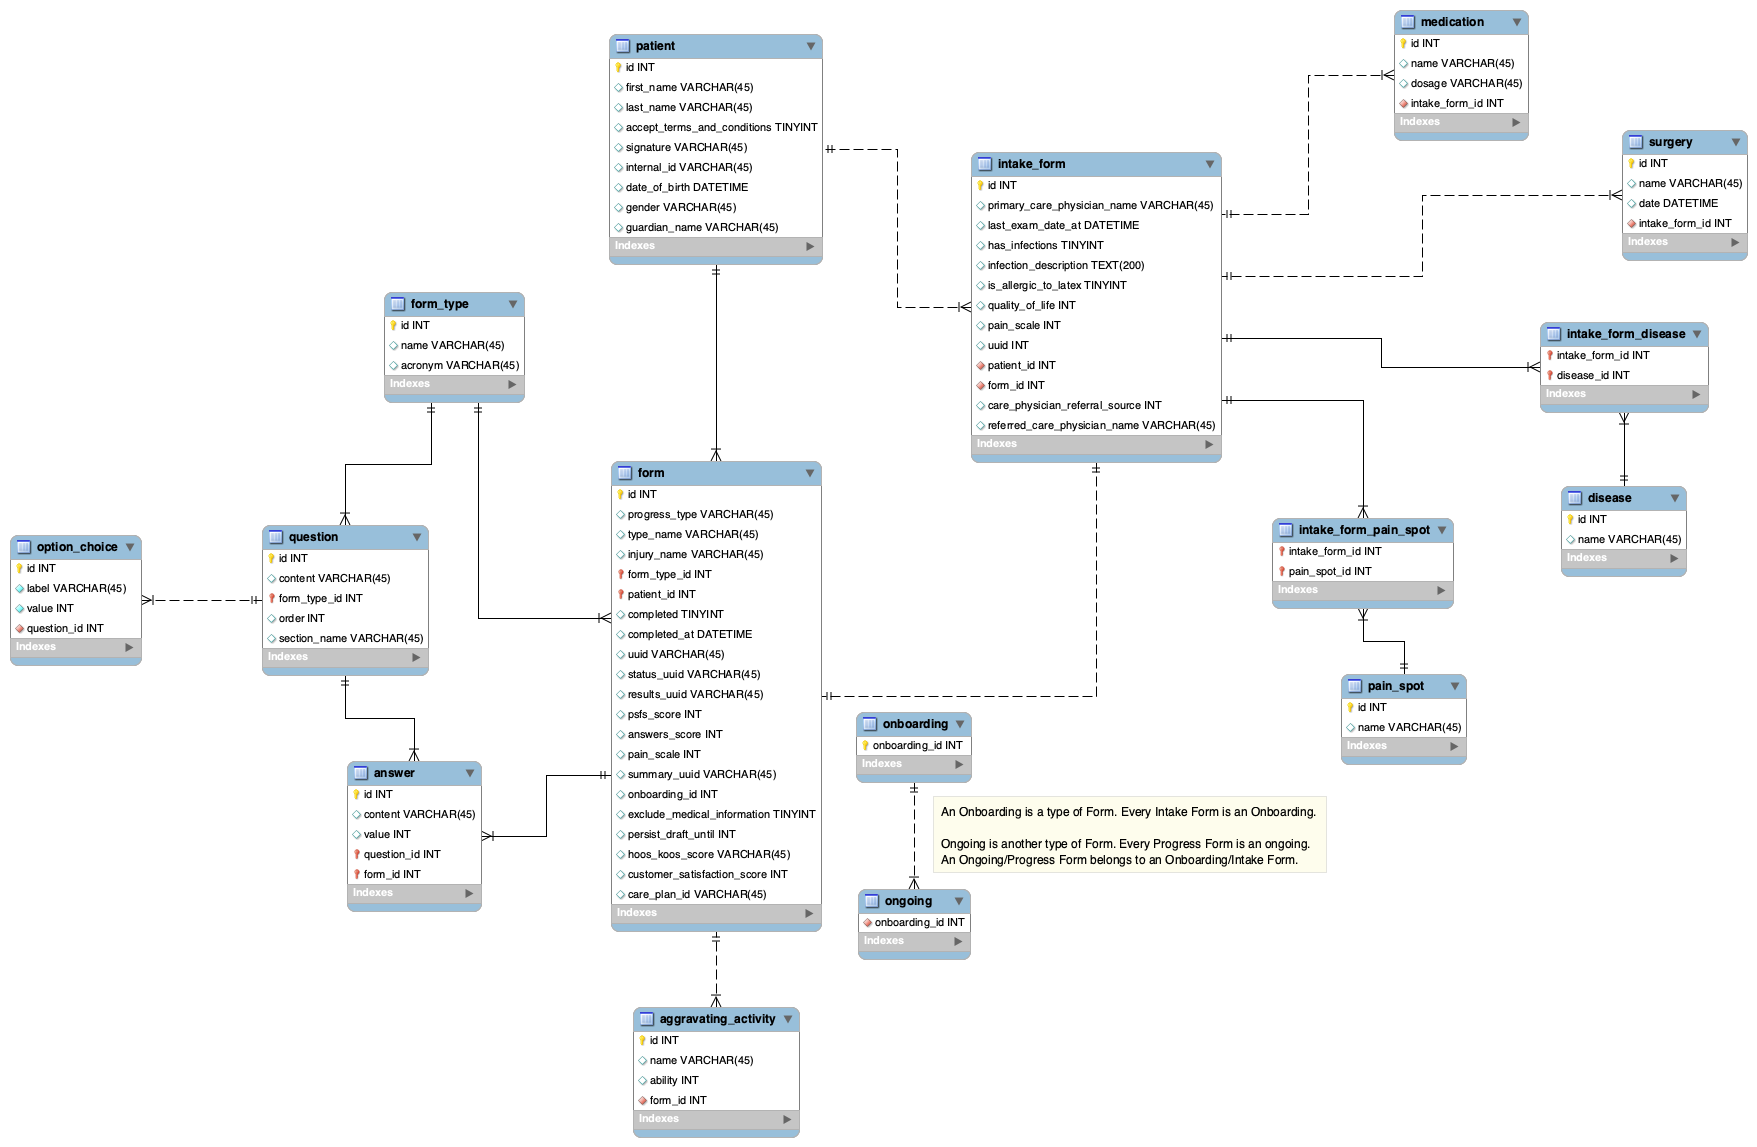 medication
id INT
name VARCHAR(45)
dosage VARCHAR(45)
intake_form_id INT
Indexes
patient
id INT
first_name VARCHAR(45)
last_name VARCHAR(45)
accept_terms_and_conditions TINYINT
signature VARCHAR(45)
internal_id VARCHAR(45)
date_of_birth DATETIME
gender VARCHAR(45)
guardian_name VARCHAR(45)
Indexes
surgery
id INT
name VARCHAR(45)
date DATETIME
intake_form_id INT
Indexes
intake_form
id INT
primary_care_physician_name VARCHAR(45)
last_exam_date_at DATETIME
has_infections TINYINT
infection_description TEXT(200)
is_allergic_to_latex TINYINT
quality_of_life INT
pain_scale INT
uuid INT
patient_id INT
form_id INT
care_physician_referral_source INT
referred_care_physician_name VARCHAR(45)
Indexes
form_type
id INT
name VARCHAR(45)
acronym VARCHAR(45)
Indexes
intake_form_disease
intake_form_id INT
disease_id INT
Indexes
form
id INT
progress_type VARCHAR(45)
type_name VARCHAR(45)
injury_name VARCHAR(45)
form_type_id INT
patient_id INT
completed TINYINT
completed_at DATETIME
uuid VARCHAR(45)
status_uuid VARCHAR(45)
results_uuid VARCHAR(45)
psfs_score INT
answers_score INT
pain_scale INT
summary_uuid VARCHAR(45)
onboarding_id INT
exclude_medical_information TINYINT
persist_draft_until INT
hoos_koos_score VARCHAR(45)
customer_satisfaction_score INT
care_plan_id VARCHAR(45)
Indexes
disease
id INT
name VARCHAR(45)
Indexes
intake_form_pain_spot
intake_form_id INT
pain_spot_id INT
Indexes
question
id INT
content VARCHAR(45)
form_type_id INT
order INT
section_name VARCHAR(45)
Indexes
option_choice
id INT
label VARCHAR(45)
value INT
question_id INT
Indexes
pain_spot
id INT
name VARCHAR(45)
Indexes
onboarding
onboarding_id INT
Indexes
answer
id INT
content VARCHAR(45)
value INT
question_id INT
form_id INT
Indexes
An Onboarding is a type of Form. Every Intake Form is an Onboarding.
Ongoing is another type of Form. Every Progress Form is an ongoing.
An Ongoing/Progress Form belongs to an Onboarding/Intake Form.
ongoing
onboarding_id INT
Indexes
aggravating_activity
id INT
name VARCHAR(45)
ability INT
form_id INT
Indexes